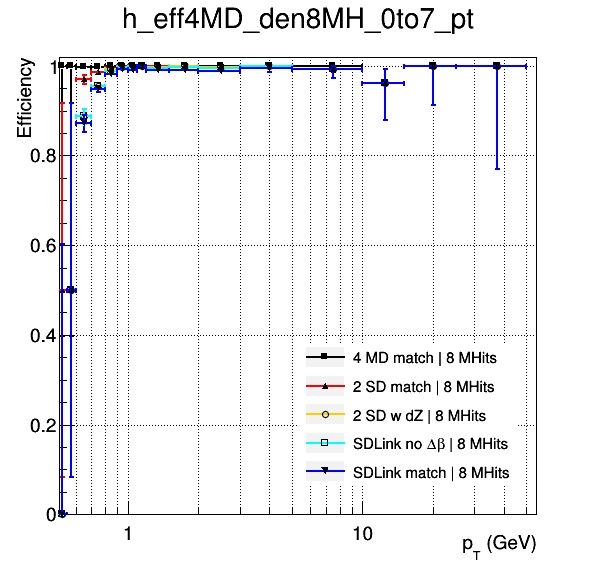 h_eff4MD_den8MH_0to7_pt
Efficiency
1
0.8
0.6
0.4
0.2
0
4 MD match | 8 MHits
2 SD match | 8 MHits
2 SD w dZ | 8 MHits
SDLink no Δβ | 8 MHits
SDLink match | 8 MHits
1
10
p_T (GeV)